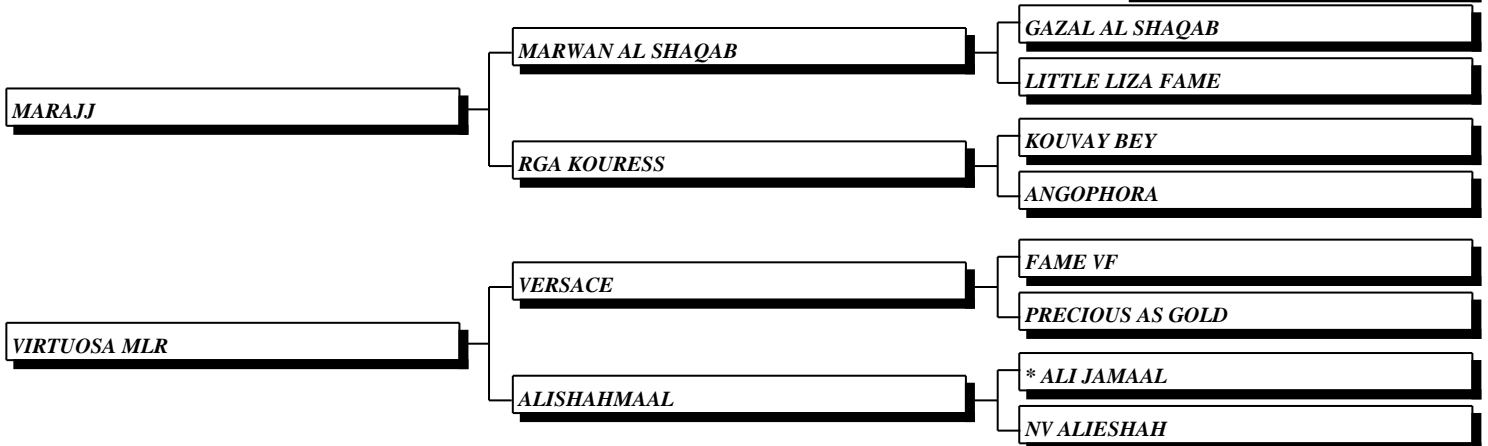 GAZAL AL SHAQAB
MARWAN AL SHAQAB
LITTLE LIZA FAME
MARAJJ
KOUVAY BEY
RGA KOURESS
ANGOPHORA
FAME VF
VERSACE
PRECIOUS AS GOLD
VIRTUOSA MLR
* ALI JAMAAL
ALISHAHMAAL
NV ALIESHAH